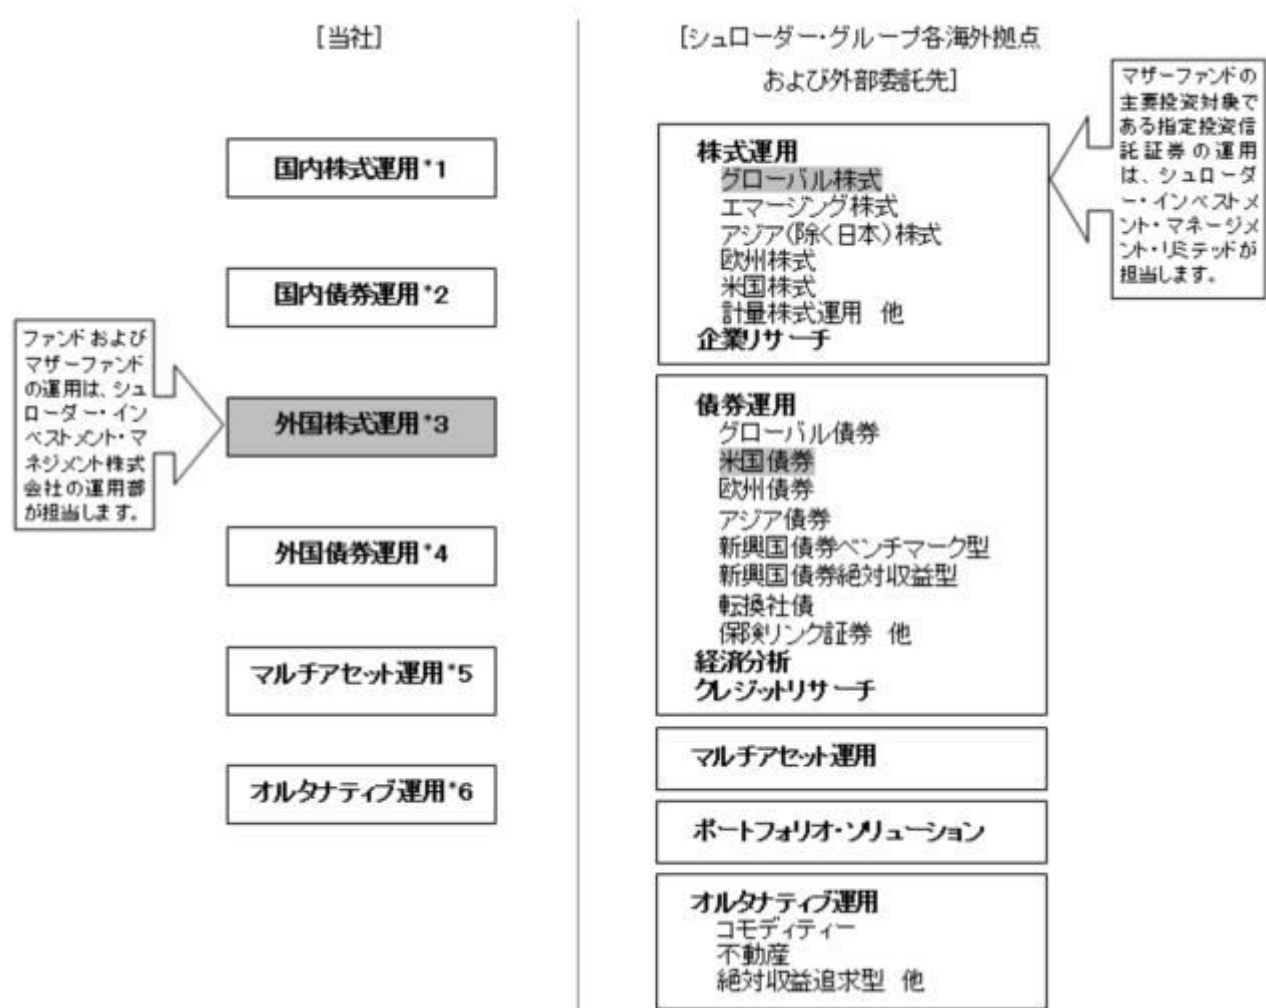 [当社]
国内株式運用*1
国内債券運用*2
ファンドおよび
マザーファンド
の運用は、シュ
ローダー・イン
ベストメント・マ
ネジメント株式
会社の運用部
が担当します。
外国株式運用*3
外国債券運用*4
マルチアセット運用*5
オルタナティブ運用*6
[シュローダー・グループ各海外拠点
および外部委託先]
マザーファンドの
主要投資対象で
ある指定投資信
託証券の運用
は、シュローダ
ー・インベストメ
ント・マネージメ
ント・リミテッドが
担当します。
株式運用
グローバル株式
エマージング株式
アジア(除く日本)株式
欧州株式
米国株式
計量株式運用 他
企業リサーチ
債券運用
グローバル債券
米国債券
欧州債券
アジア債券
新興国債券ベンチマーク型
新興国債券絶対収益型
転換社債
保険リンク証券 他
経済分析
クレジットリサーチ
マルチアセット運用
ポートフォリオ・ソリューション
オルタナティブ運用
コモディティー
不動産
絶対収益追求型 他